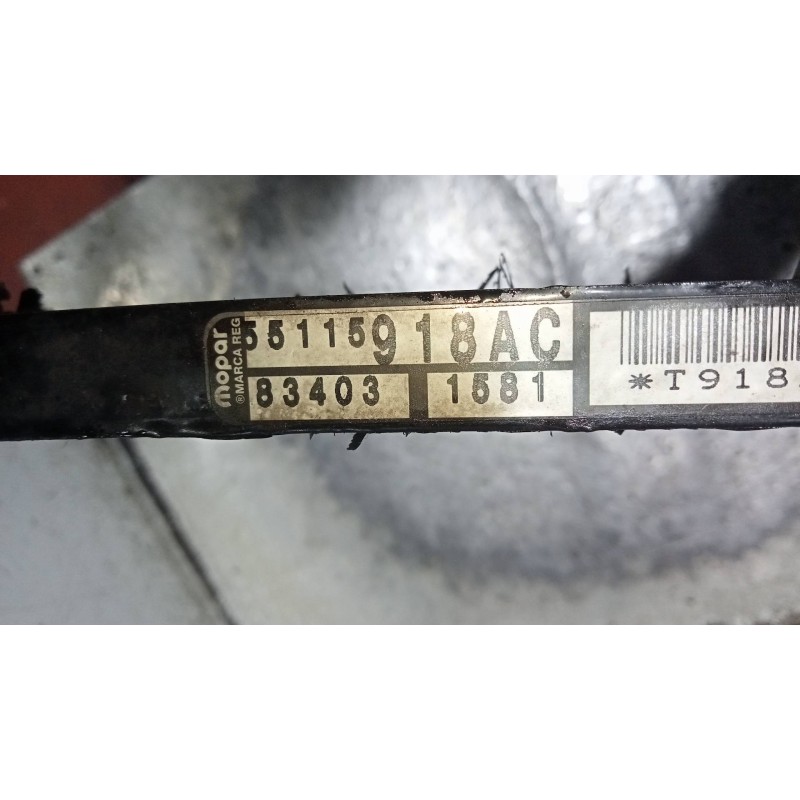 mopar
®MARCA REG
55115918AC
83403 1581
*T918